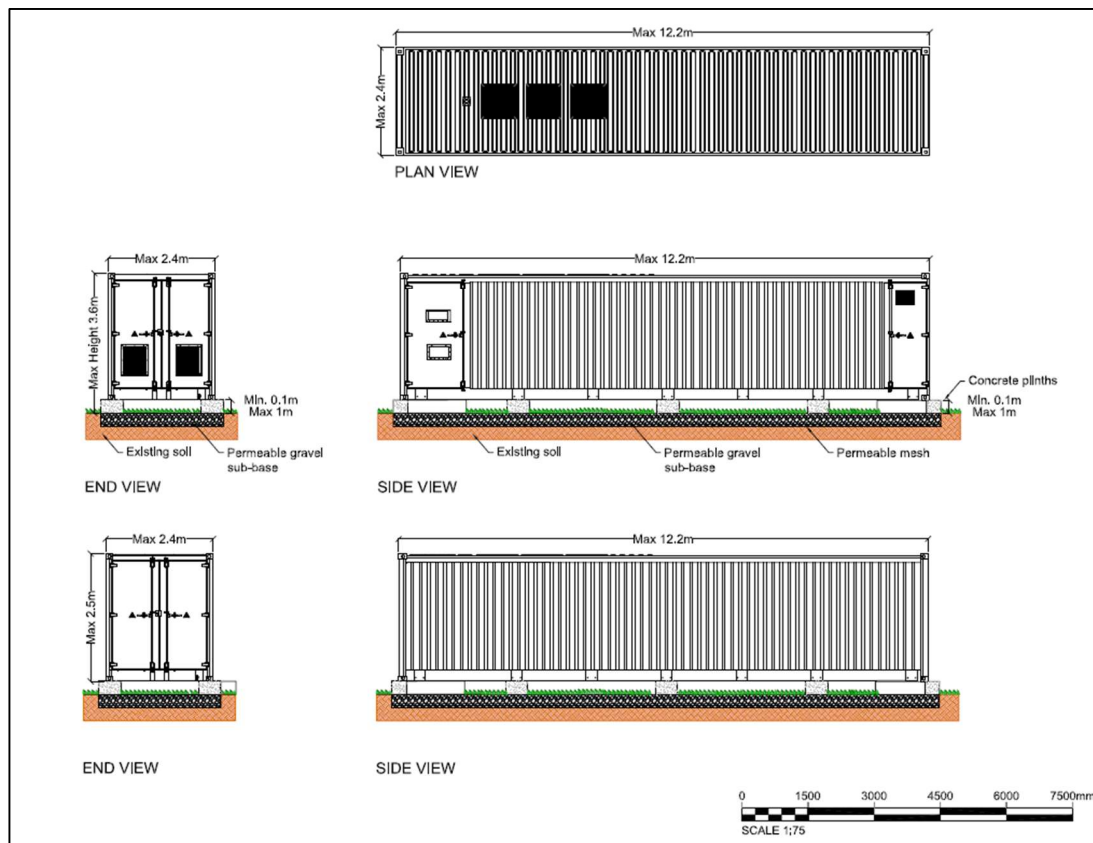 Max 12.2m
Max 2.4m
PLAN VIEW
Max 2.4m
Max Height 3.6m
Min. 0.1m
Max 1m
Existing soil
Permeable gravel
sub-base
END VIEW
Max 12.2m
Concrete plinths
Min. 0.1m
Max 1m
Existing soil
Permeable gravel
sub-base
Permeable mesh
SIDE VIEW
Max 2.4m
Max 2.5m
END VIEW
Max 12.2m
SIDE VIEW
0 1500 3000 4500 6000 7500mm
SCALE 1:75